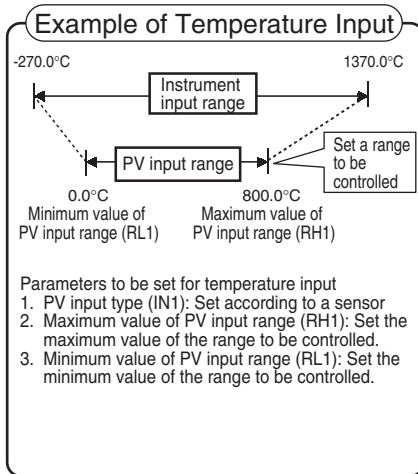 Example of Temperature Input
-270.0°C 1370.0°C
Instrument
input range
PV input range
Set a range
to be
controlled
0.0°C 800.0°C
Minimum value of Maximum value of
PV input range (RL1) PV input range (RH1)
Parameters to be set for temperature input
1. PV input type (IN1): Set according to a sensor
2. Maximum value of PV input range (RH1): Set the
maximum value of the range to be controlled.
3. Minimum value of PV input range (RL1): Set the
minimum value of the range to be controlled.